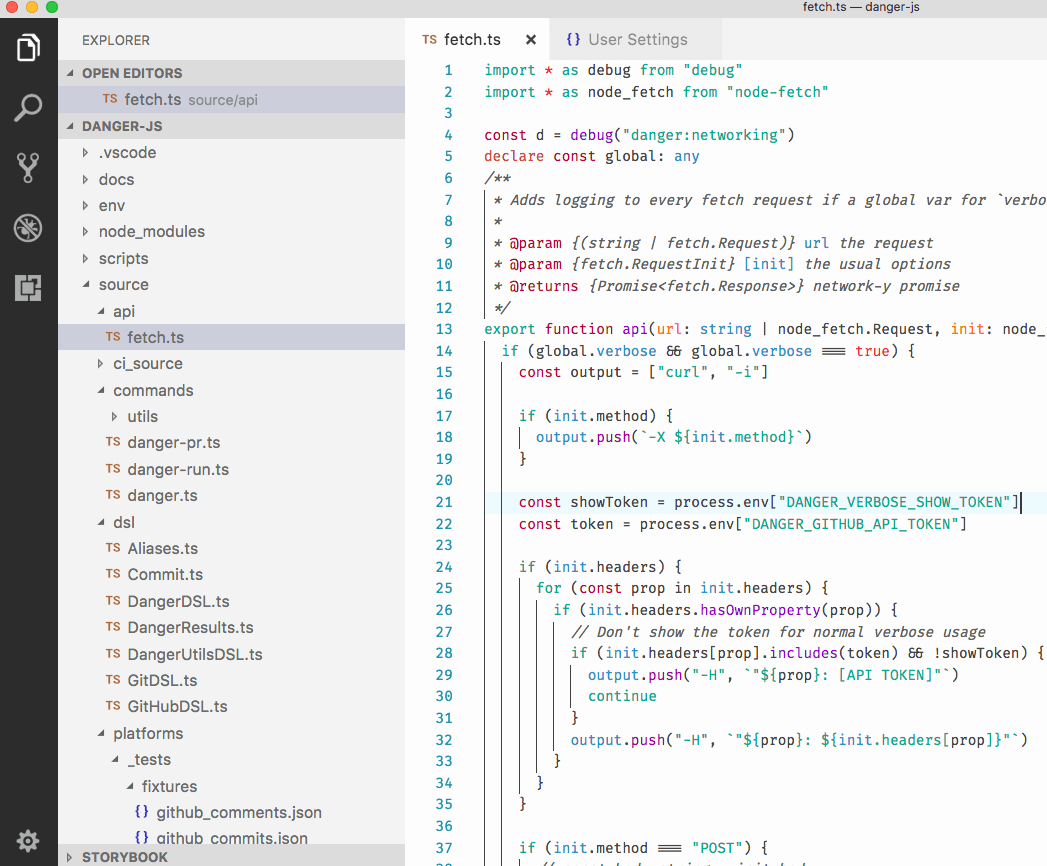 fetch.ts — danger-js
EXPLORER
OPEN EDITORS
TS fetch.ts source/api
DANGER-JS
.vscode
docs
env
node_modules
scripts
source
api
TS fetch.ts
ci_source
commands
utils
TS danger-pr.ts
TS danger-run.ts
TS danger.ts
dsl
TS Aliases.ts
TS Commit.ts
TS DangerDSL.ts
TS DangerResults.ts
TS DangerUtilsDSL.ts
TS GitDSL.ts
TS GitHubDSL.ts
platforms
_tests
fixtures
{} github_comments.json
{} github_commits.json
STORYBOOK
TS fetch.ts × {} User Settings
1 import * as debug from "debug"
2 import * as node_fetch from "node-fetch"
3
4 const d = debug("danger:networking")
5 declare const global: any
6 /**
7 * Adds logging to every fetch request if a global var for `verbo
8 *
9 * @param {(string | fetch.Request)} url the request
10 * @param {fetch.RequestInit} [init] the usual options
11 * @returns {Promise<fetch.Response>} network-y promise
12 */
13 export function api(url: string | node_fetch.Request, init: node_
14 if (global.verbose && global.verbose === true) {
15 const output = ["curl", "-i"]
16
17 if (init.method) {
18 output.push(`-X ${init.method}`)
19 }
20
21 const showToken = process.env["DANGER_VERBOSE_SHOW_TOKEN"]
22 const token = process.env["DANGER_GITHUB_API_TOKEN"]
23
24 if (init.headers) {
25 for (const prop in init.headers) {
26 if (init.headers.hasOwnProperty(prop)) {
27 // Don't show the token for normal verbose usage
28 if (init.headers[prop].includes(token) && !showToken) {
29 output.push("-H", `"${prop}: [API TOKEN]"`)
30 continue
31 }
32 output.push("-H", `"${prop}: ${init.headers[prop]}"`)
33 }
34 }
35 }
36
37 if (init.method === "POST") {